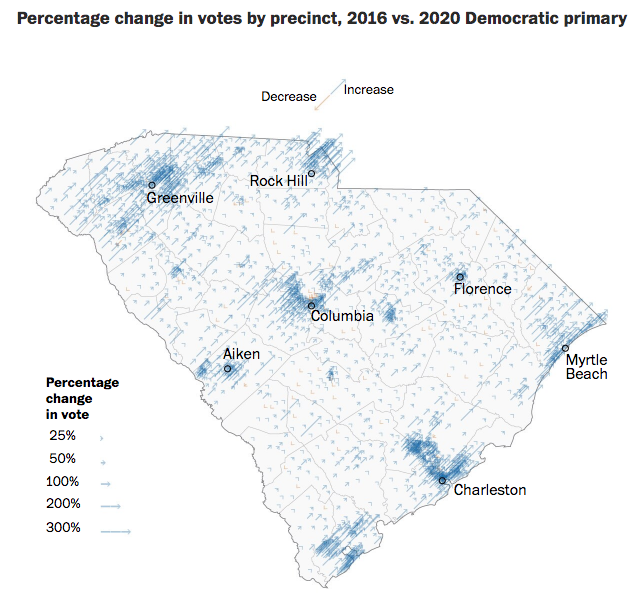 Percentage change in votes by precinct, 2016 vs. 2020 Democratic primary
Decrease
Increase
Rock Hill
Greenville
Florence
Columbia
Aiken
Myrtle
Beach
Percentage
change
in vote
25%
50%
100%
200%
300%
Charleston